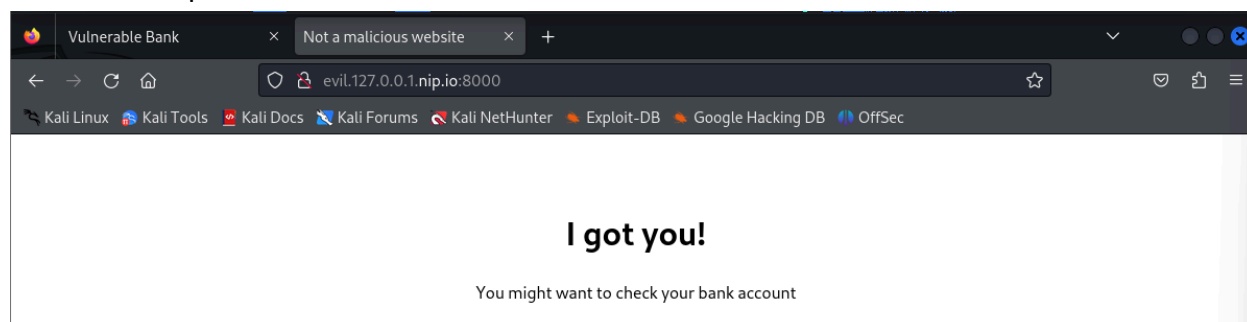 Vulnerable Bank
Not a malicious website
evil.127.0.0.1.nip.io:8000
Kali Linux Kali Tools Kali Docs Kali Forums Kali NetHunter Exploit-DB Google Hacking DB OffSec
I got you!
You might want to check your bank account